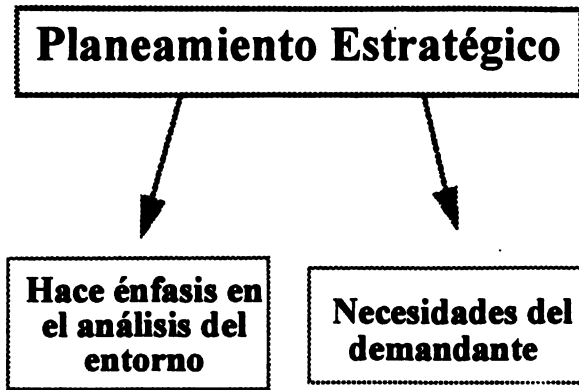 Planeamiento Estratégico
Hace énfasis en
el análisis del
entorno
Necesidades del
demandante